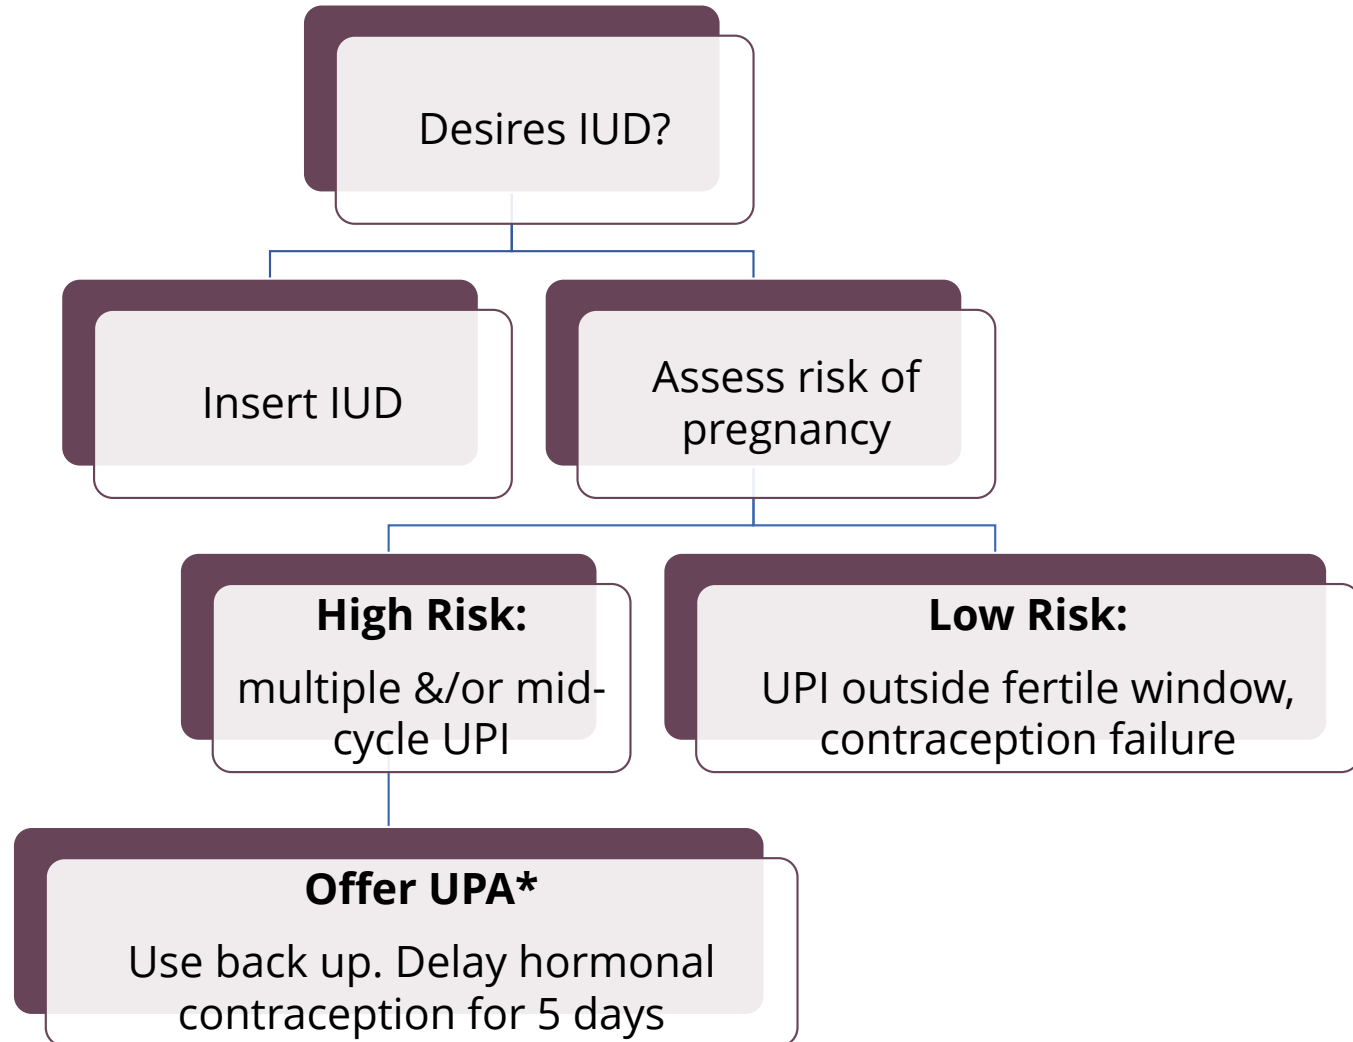 Desires IUD?
Insert IUD
Assess risk of
pregnancy
High Risk:
multiple &/or mid-
cycle UPI
Low Risk:
UPI outside fertile window,
contraception failure
Offer UPA*
Use back up. Delay hormonal
contraception for 5 days